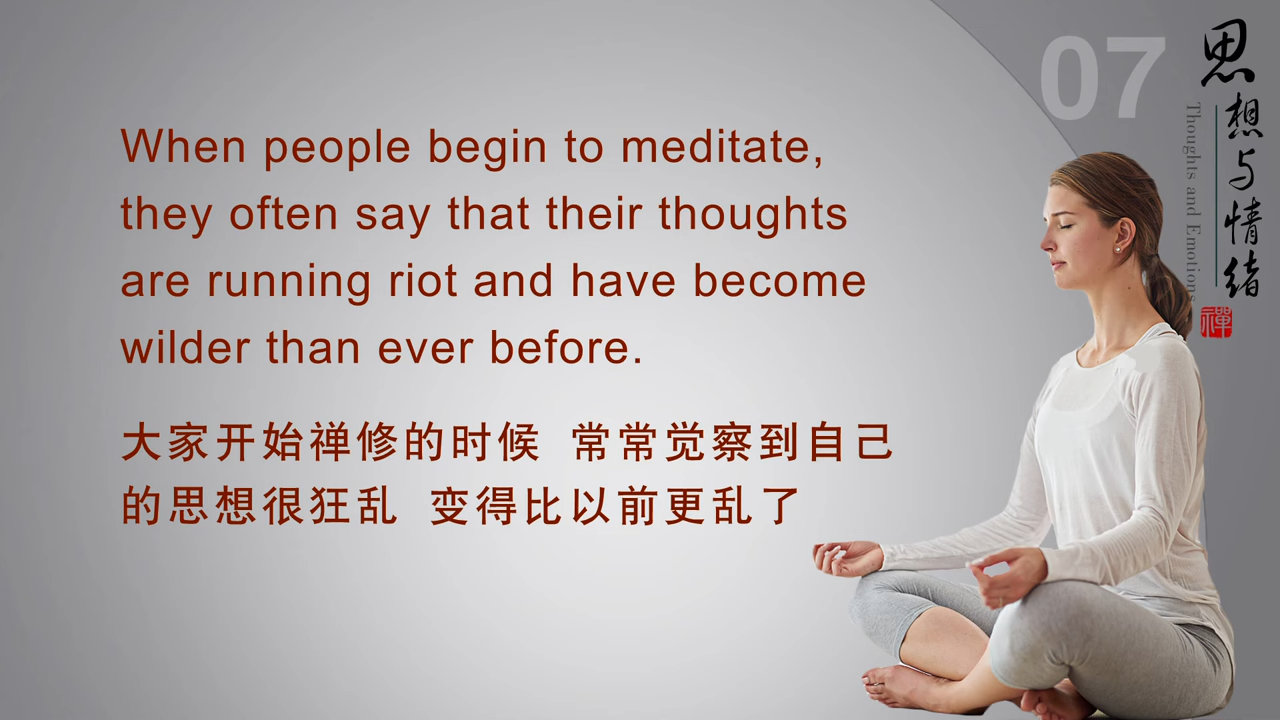 When people begin to meditate,
they often say that their thoughts
are running riot and have become
wilder than ever before.
大家开始禅修的时候 常常觉察到自己
的思想很狂乱 变得比以前更乱了
07
思想与情绪
Thoughts and Emotions
禪